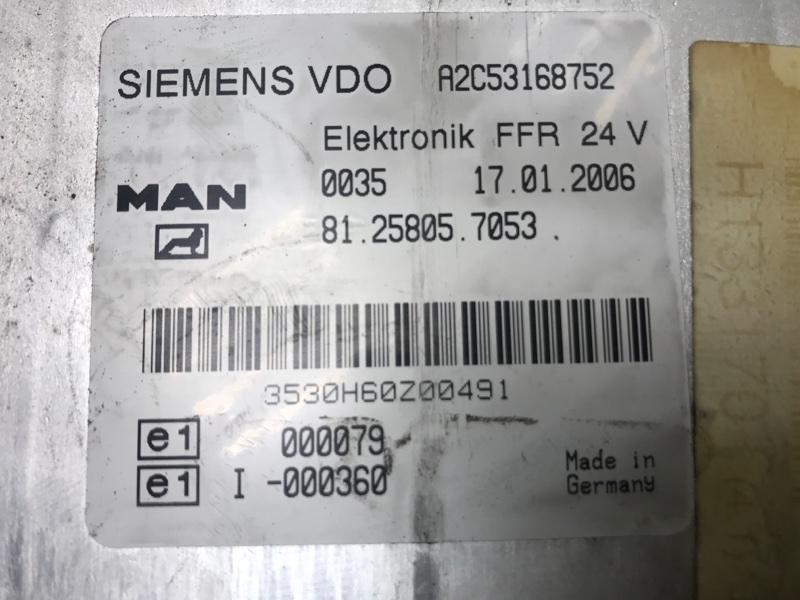 SIEMENS VDO A2C53168752
Elektronik FFR 24 V
MAN 0035 17.01.2006
81.25805.7053 .
3530H60Z00491
e1 000079
e1 I -000360
Made in
Germany